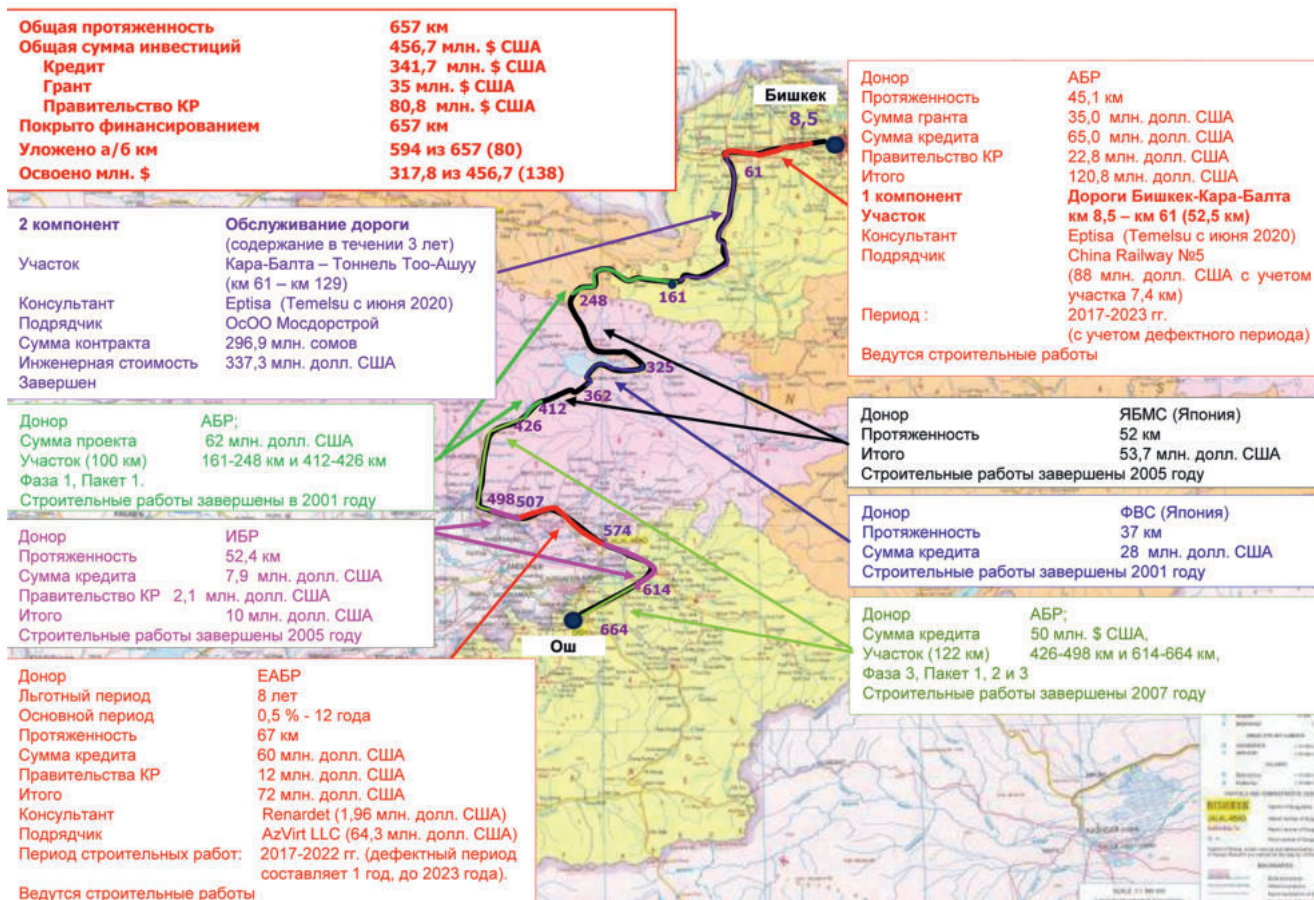 Общая протяженность 657 км
Общая сумма инвестиций 456,7 млн. $ США
Кредит 341,7 млн. $ США
Грант 35 млн. $ США
Правительство КР 80,8 млн. $ США
Покрыто финансированием 657 км
Уложено а/б км 594 из 657 (80)
Освоено млн. $ 317,8 из 456,7 (138)
Бишкек
8,5
61
161
248
325
362
412
426
498
507
574
614
664
Ош
Донор АБР
Протяженность 45,1 км
Сумма гранта 35,0 млн. долл. США
Сумма кредита 65,0 млн. долл. США
Правительство КР 22,8 млн. долл. США
Итого 120,8 млн. долл. США
1 компонент Дороги Бишкек-Кара-Балта
Участок км 8,5 – км 61 (52,5 км)
Консультант Eptisa (Temelsu с июня 2020)
Подрядчик China Railway №5
(88 млн. долл. США с учетом
участка 7,4 км)
Период : 2017-2023 гг.
(с учетом дефектного периода)
Ведутся строительные работы
2 компонент Обслуживание дороги
(содержание в течении 3 лет)
Участок Кара-Балта – Тоннель Тоо-Ашуу
(км 61 – км 129)
Консультант Eptisa (Temelsu с июня 2020)
Подрядчик ОсОО Мосдорстрой
Сумма контракта 296,9 млн. сомов
Инженерная стоимость 337,3 млн. долл. США
Завершен
Донор АБР;
Сумма проекта 62 млн. долл. США
Участок (100 км) 161-248 км и 412-426 км
Фаза 1, Пакет 1.
Строительные работы завершены в 2001 году
Донор ЯБМС (Япония)
Протяженность 52 км
Итого 53,7 млн. долл. США
Строительные работы завершены 2005 году
Донор ФВС (Япония)
Протяженность 37 км
Сумма кредита 28 млн. долл. США
Строительные работы завершены 2001 году
Донор ИБР
Протяженность 52,4 км
Сумма кредита 7,9 млн. долл. США
Правительство КР 2,1 млн. долл. США
Итого 10 млн. долл. США
Строительные работы завершены 2005 году
Донор АБР;
Сумма кредита 50 млн. $ США,
Участок (122 км) 426-498 км и 614-664 км,
Фаза 3, Пакет 1, 2 и 3
Строительные работы завершены 2007 году
Донор ЕАБР
Льготный период 8 лет
Основной период 0,5 % - 12 года
Протяженность 67 км
Сумма кредита 60 млн. долл. США
Правительства КР 12 млн. долл. США
Итого 72 млн. долл. США
Консультант Renardet (1,96 млн. долл. США)
Подрядчик AzVirt LLC (64,3 млн. долл. США)
Период строительных работ: 2017-2022 гг. (дефектный период
составляет 1 год, до 2023 года).
Ведутся строительные работы
BISHKEK